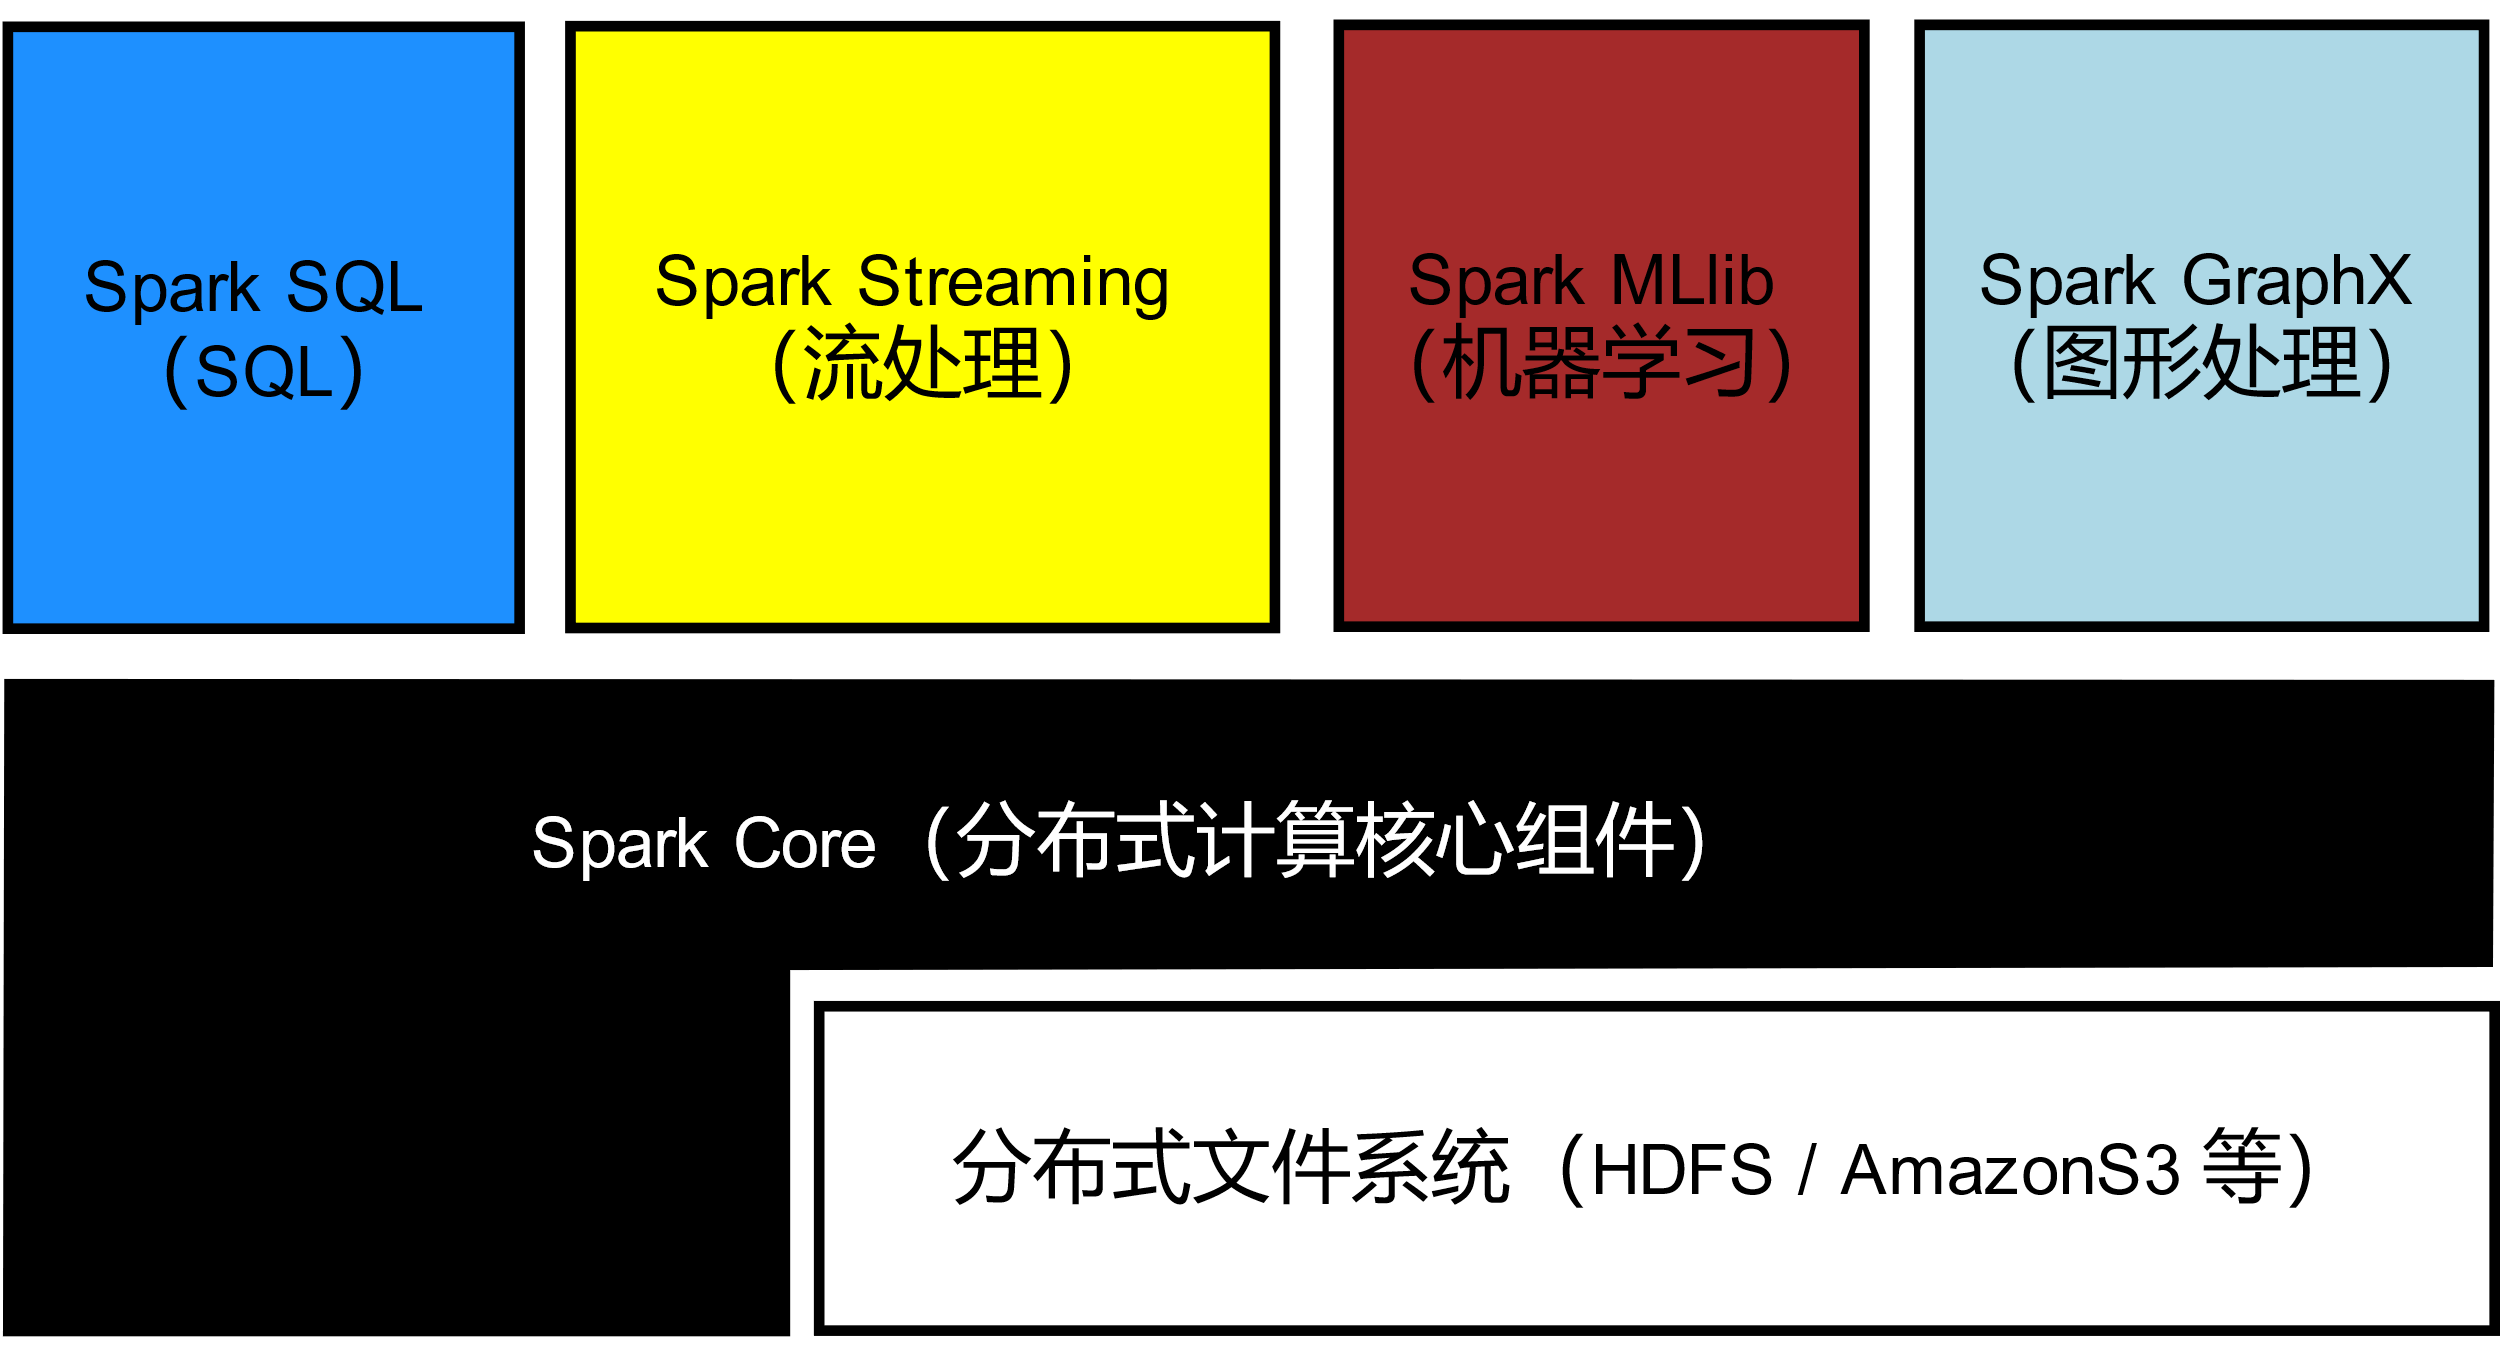 Spark SQL
(SQL)
Spark Streaming
(流处理)
Spark MLlib
(机器学习)
Spark GraphX
(图形处理)
Spark Core (分布式计算核心组件)
分布式文件系统 (HDFS / AmazonS3 等)